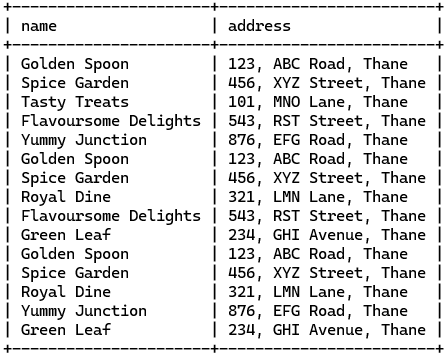 +----------------------+------------------------+
| name                 | address                |
+----------------------+------------------------+
| Golden Spoon         | 123, ABC Road, Thane   |
| Spice Garden         | 456, XYZ Street, Thane |
| Tasty Treats         | 101, MNO Lane, Thane   |
| Flavoursome Delights | 543, RST Street, Thane |
| Yummy Junction       | 876, EFG Road, Thane   |
| Golden Spoon         | 123, ABC Road, Thane   |
| Spice Garden         | 456, XYZ Street, Thane |
| Royal Dine           | 321, LMN Lane, Thane   |
| Flavoursome Delights | 543, RST Street, Thane |
| Green Leaf           | 234, GHI Avenue, Thane |
| Golden Spoon         | 123, ABC Road, Thane   |
| Spice Garden         | 456, XYZ Street, Thane |
| Royal Dine           | 321, LMN Lane, Thane   |
| Yummy Junction       | 876, EFG Road, Thane   |
| Green Leaf           | 234, GHI Avenue, Thane |
+----------------------+------------------------+